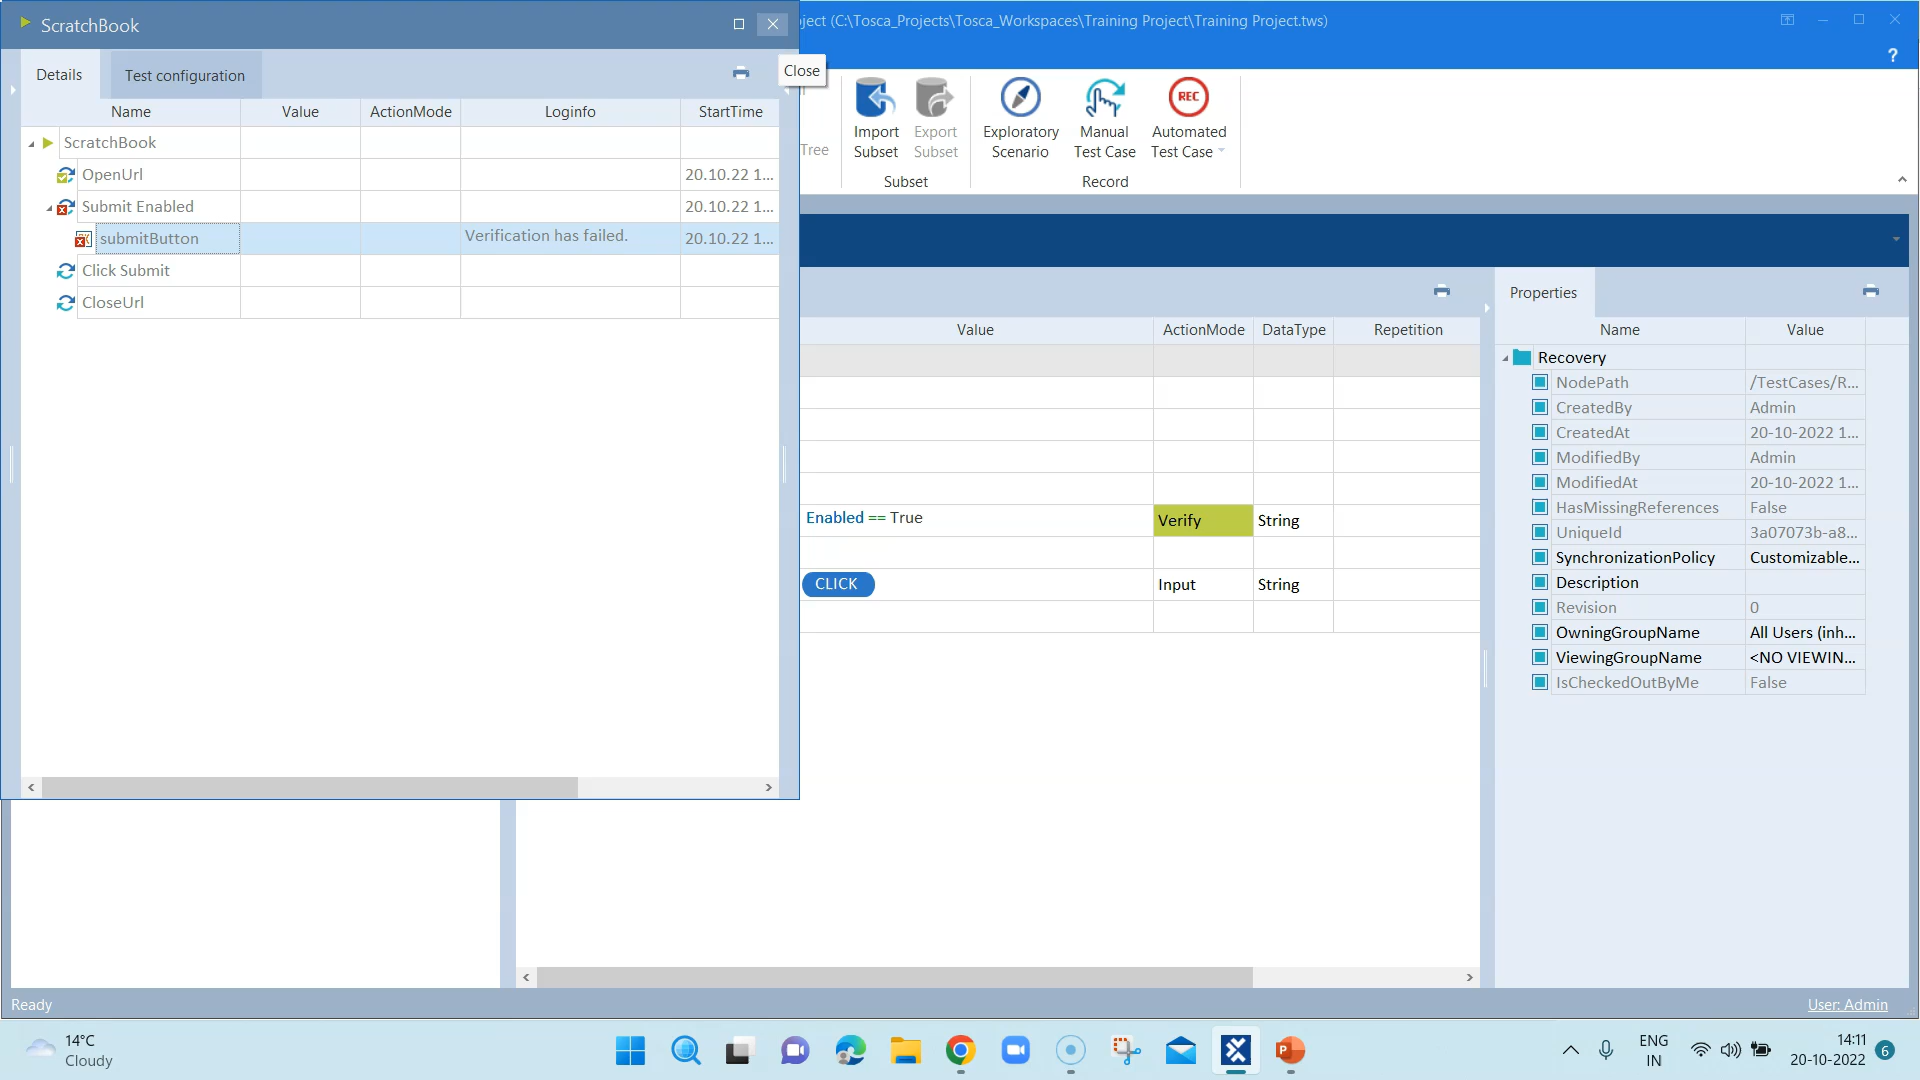 ScratchBook
ject (C:\Tosca_Projects\Tosca_Workspaces\Training Project\Training Project.tws)
?
Close
Details
Test configuration
Name Value ActionMode Loginfo StartTime
ScratchBook
OpenUrl 20.10.22 1...
Submit Enabled 20.10.22 1...
submitButton Verification has failed. 20.10.22 1...
Click Submit
CloseUrl
Tree
Import Subset
Export Subset
Subset
Exploratory Scenario
Manual Test Case
REC
Automated Test Case
Record
Value ActionMode DataType Repetition
Enabled == True Verify String
CLICK Input String
Properties
Name Value
Recovery
NodePath /TestCases/R...
CreatedBy Admin
CreatedAt 20-10-2022 1...
ModifiedBy Admin
ModifiedAt 20-10-2022 1...
HasMissingReferences False
UniqueId 3a07073b-a8...
SynchronizationPolicy Customizable...
Description
Revision 0
OwningGroupName All Users (inh...
ViewingGroupName <NO VIEWIN...
IsCheckedOutByMe False
Ready
User: Admin
14°C
Cloudy
ENG
IN
14:11
20-10-2022
6